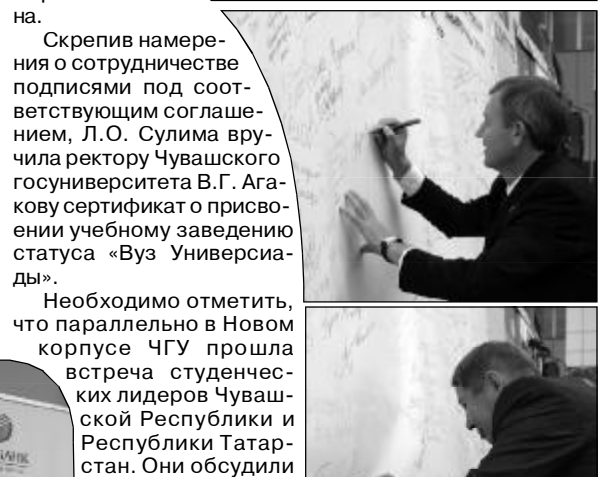 на.
Скрепив намере-
ния о сотрудничестве
подписями под соот-
ветствующим соглаше-
нием, Л.О. Сулима вру-
чила ректору Чувашского
госуниверситета В.Г. Ага-
кову сертификат о присво-
ении учебному заведению
статуса «Вуз Универсиа-
ды».
Необходимо отметить,
что параллельно в Новом
корпусе ЧГУ прошла
встреча студенчес-
ких лидеров Чуваш-
ской Республики и
Республики Татар-
стан. Они обсудили